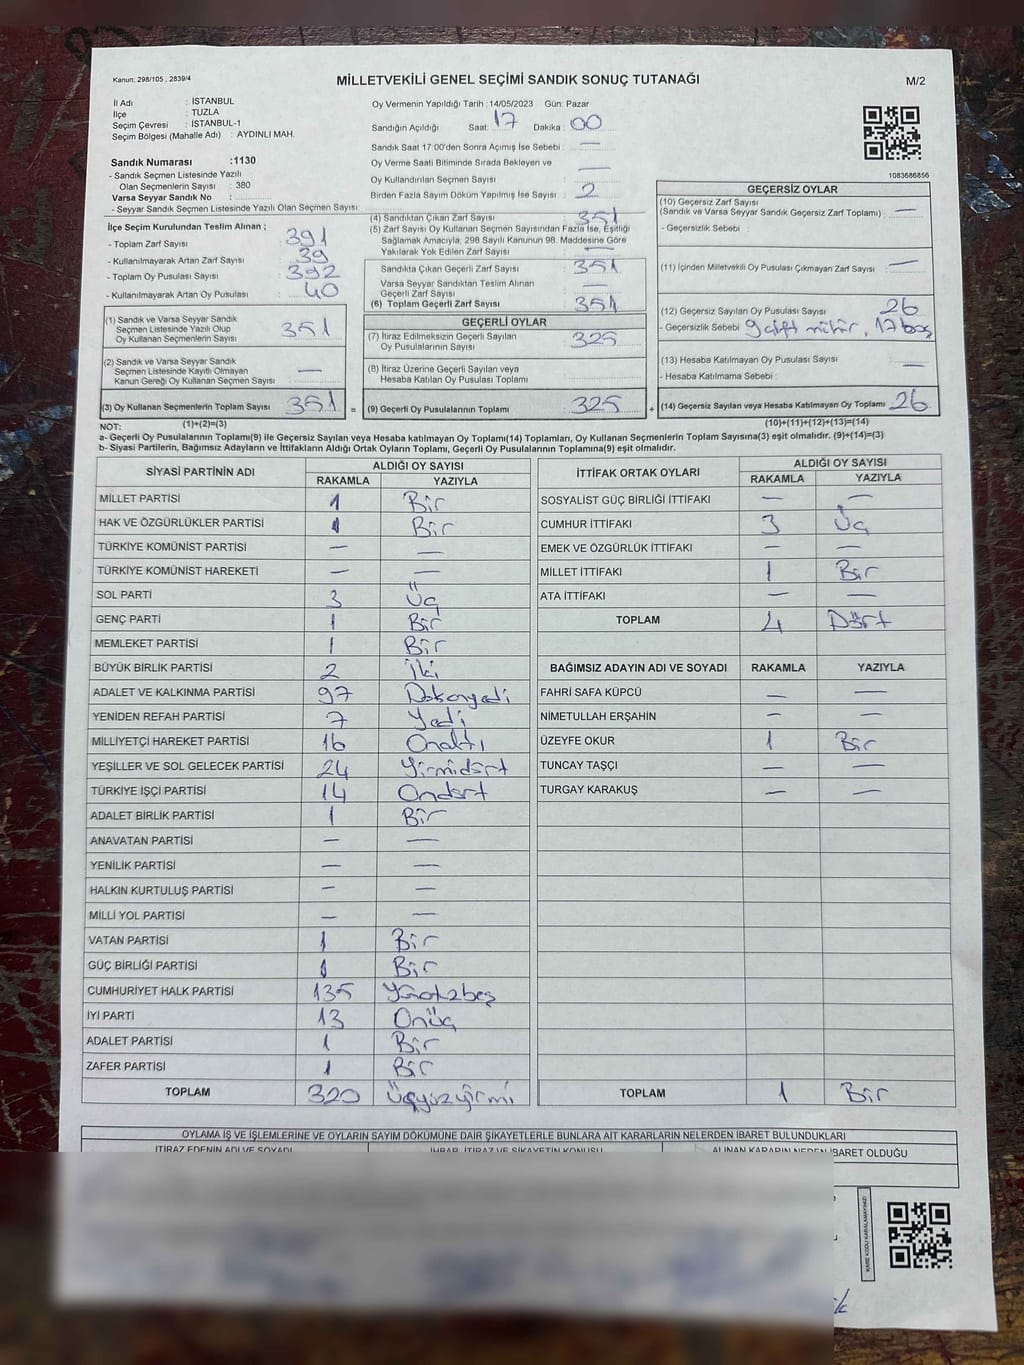 Kanun; 298/105 , 2839/4
MİLLETVEKİLİ GENEL SEÇİMİ SANDIK SONUÇ TUTANAĞI
M/2
İl Adı : İSTANBUL
İlçe : TUZLA
Seçim Çevresi : İSTANBUL-1
Seçim Bölgesi (Mahalle Adı) : AYDINLI MAH.
Sandık Numarası :1130
- Sandık Seçmen Listesinde Yazılı
Olan Seçmenlerin Sayısı : 380
Varsa Seyyar Sandık No :
- Seyyar Sandık Seçmen Listesinde Yazılı Olan Seçmen Sayısı:
Oy Vermenin Yapıldığı Tarih :14/05/2023 Gün: Pazar
Sandığın Açıldığı Saat: 17 Dakika : 00
Sandık Saat 17:00'den Sonra Açımış İse Sebebi : —
Oy Verme Saati Bitiminde Sırada Bekleyen ve
Oy Kullandırılan Seçmen Sayısı : —
Birden Fazla Sayım Döküm Yapılmış İse Sayısı : 2
1083686856
İlçe Seçim Kurulundan Teslim Alınan ;
- Toplam Zarf Sayısı : 391
- Kullanılmayarak Artan Zarf Sayısı : 39
- Toplam Oy Pusulası Sayısı : 392
- Kullanılmayarak Artan Oy Pusulası : 40
(1) Sandık ve Varsa Seyyar Sandık
Seçmen Listesinde Yazılı Olup
Oy Kullanan Seçmenlerin Sayısı : 351
(2) Sandık ve Varsa Seyyar Sandık
Seçmen Listesinde Kayıtlı Olmayan
Kanun Gereği Oy Kullanan Seçmen Sayısı : —
(3) Oy Kullanan Seçmenlerin Toplam Sayısı : 351
(1)+(2)=(3)
(4) Sandıktan Çıkan Zarf Sayısı : 351
(5) Zarf Sayısı Oy Kullanan Seçmen Sayısından Fazla İse, Eşitliği
Sağlamak Amacıyla; 298 Sayılı Kanunun 98. Maddesine Göre
Yakılarak Yok Edilen Zarf Sayısı : —
Sandıkta Çıkan Geçerli Zarf Sayısı : 351
Varsa Seyyar Sandıktan Teslim Alınan
Geçerli Zarf Sayısı : —
(6) Toplam Geçerli Zarf Sayısı : 351
GEÇERLİ OYLAR
(7) İtiraz Edilmeksizin Geçerli Sayılan
Oy Pusulalarının Sayısı : 325
(8) İtiraz Üzerine Geçerli Sayılan veya
Hesaba Katılan Oy Pusulası Toplamı :
= (9) Geçerli Oy Pusulalarının Toplamı : 325
GEÇERSİZ OYLAR
(10) Geçersiz Zarf Sayısı
(Sandık ve Varsa Seyyar Sandık Geçersiz Zarf Toplamı) : —
- Geçersizlik Sebebi :
(11) İçinden Milletvekili Oy Pusulası Çıkmayan Zarf Sayısı : —
(12) Geçersiz Sayılan Oy Pusulası Sayısı : 26
- Geçersizlik Sebebi : 9 çift mühür, 17 boş
(13) Hesaba Katılmayan Oy Pusulası Sayısı : —
- Hesaba Katılmama Sebebi :
+ (14) Geçersiz Sayılan veya Hesaba Katılmayan Oy Toplamı : 26
(10)+(11)+(12)+(13)=(14)
NOT:
a- Geçerli Oy Pusulalarının Toplamı(9) ile Geçersiz Sayılan veya Hesaba katılmayan Oy Toplamı(14) Toplamları, Oy Kullanan Seçmenlerin Toplam Sayısına(3) eşit olmalıdır. (9)+(14)=(3)
b- Siyasi Partilerin, Bağımsız Adayların ve İttifakların Aldığı Ortak Oyların Toplamı, Geçerli Oy Pusulalarının Toplamına(9) eşit olmalıdır.
SİYASİ PARTİNİN ADI ALDIĞI OY SAYISI
RAKAMLA YAZIYLA
MİLLET PARTİSİ 1 Bir
HAK VE ÖZGÜRLÜKLER PARTİSİ 1 Bir
TÜRKİYE KOMÜNİST PARTİSİ — —
TÜRKİYE KOMÜNİST HAREKETİ — —
SOL PARTİ 3 Üç
GENÇ PARTİ 1 Bir
MEMLEKET PARTİSİ 1 Bir
BÜYÜK BİRLİK PARTİSİ 2 İki
ADALET VE KALKINMA PARTİSİ 97 Doksanyedi
YENİDEN REFAH PARTİSİ 7 Yedi
MİLLİYETÇİ HAREKET PARTİSİ 16 Onaltı
YEŞİLLER VE SOL GELECEK PARTİSİ 24 Yirmidört
TÜRKİYE İŞÇİ PARTİSİ 14 Ondört
ADALET BİRLİK PARTİSİ 1 Bir
ANAVATAN PARTİSİ — —
YENİLİK PARTİSİ — —
HALKIN KURTULUŞ PARTİSİ — —
MİLLİ YOL PARTİSİ — —
VATAN PARTİSİ 1 Bir
GÜÇ BİRLİĞİ PARTİSİ 1 Bir
CUMHURİYET HALK PARTİSİ 135
İYİ PARTİ 13 Onüç
ADALET PARTİSİ 1 Bir
ZAFER PARTİSİ 1 Bir
TOPLAM 320 Üçyüzyirmi
İTTİFAK ORTAK OYLARI ALDIĞI OY SAYISI
RAKAMLA YAZIYLA
SOSYALİST GÜÇ BİRLİĞİ İTTİFAKI — —
CUMHUR İTTİFAKI 3 Üç
EMEK VE ÖZGÜRLÜK İTTİFAKI — —
MİLLET İTTİFAKI 1 Bir
ATA İTTİFAKI — —
TOPLAM 4 Dört
BAĞIMSIZ ADAYIN ADI VE SOYADI RAKAMLA YAZIYLA
FAHRİ SAFA KÜPCÜ — —
NİMETULLAH ERŞAHİN — —
ÜZEYFE OKUR 1 Bir
TUNCAY TAŞÇI — —
TURGAY KARAKUŞ — —
TOPLAM 1 Bir
OYLAMA İŞ VE İŞLEMLERİNE VE OYLARIN SAYIM DÖKÜMÜNE DAİR ŞİKAYETLERLE BUNLARA AİT KARARLARIN NELERDEN İBARET BULUNDUKLARI
İTİRAZ EDENİN ADI VE SOYADI İHBAR, İTİRAZ VE ŞİKAYETİN KONUSU ALINAN KARARIN NEDEN İBARET OLDUĞU
KARE KODU KARALAMAYINIZ!